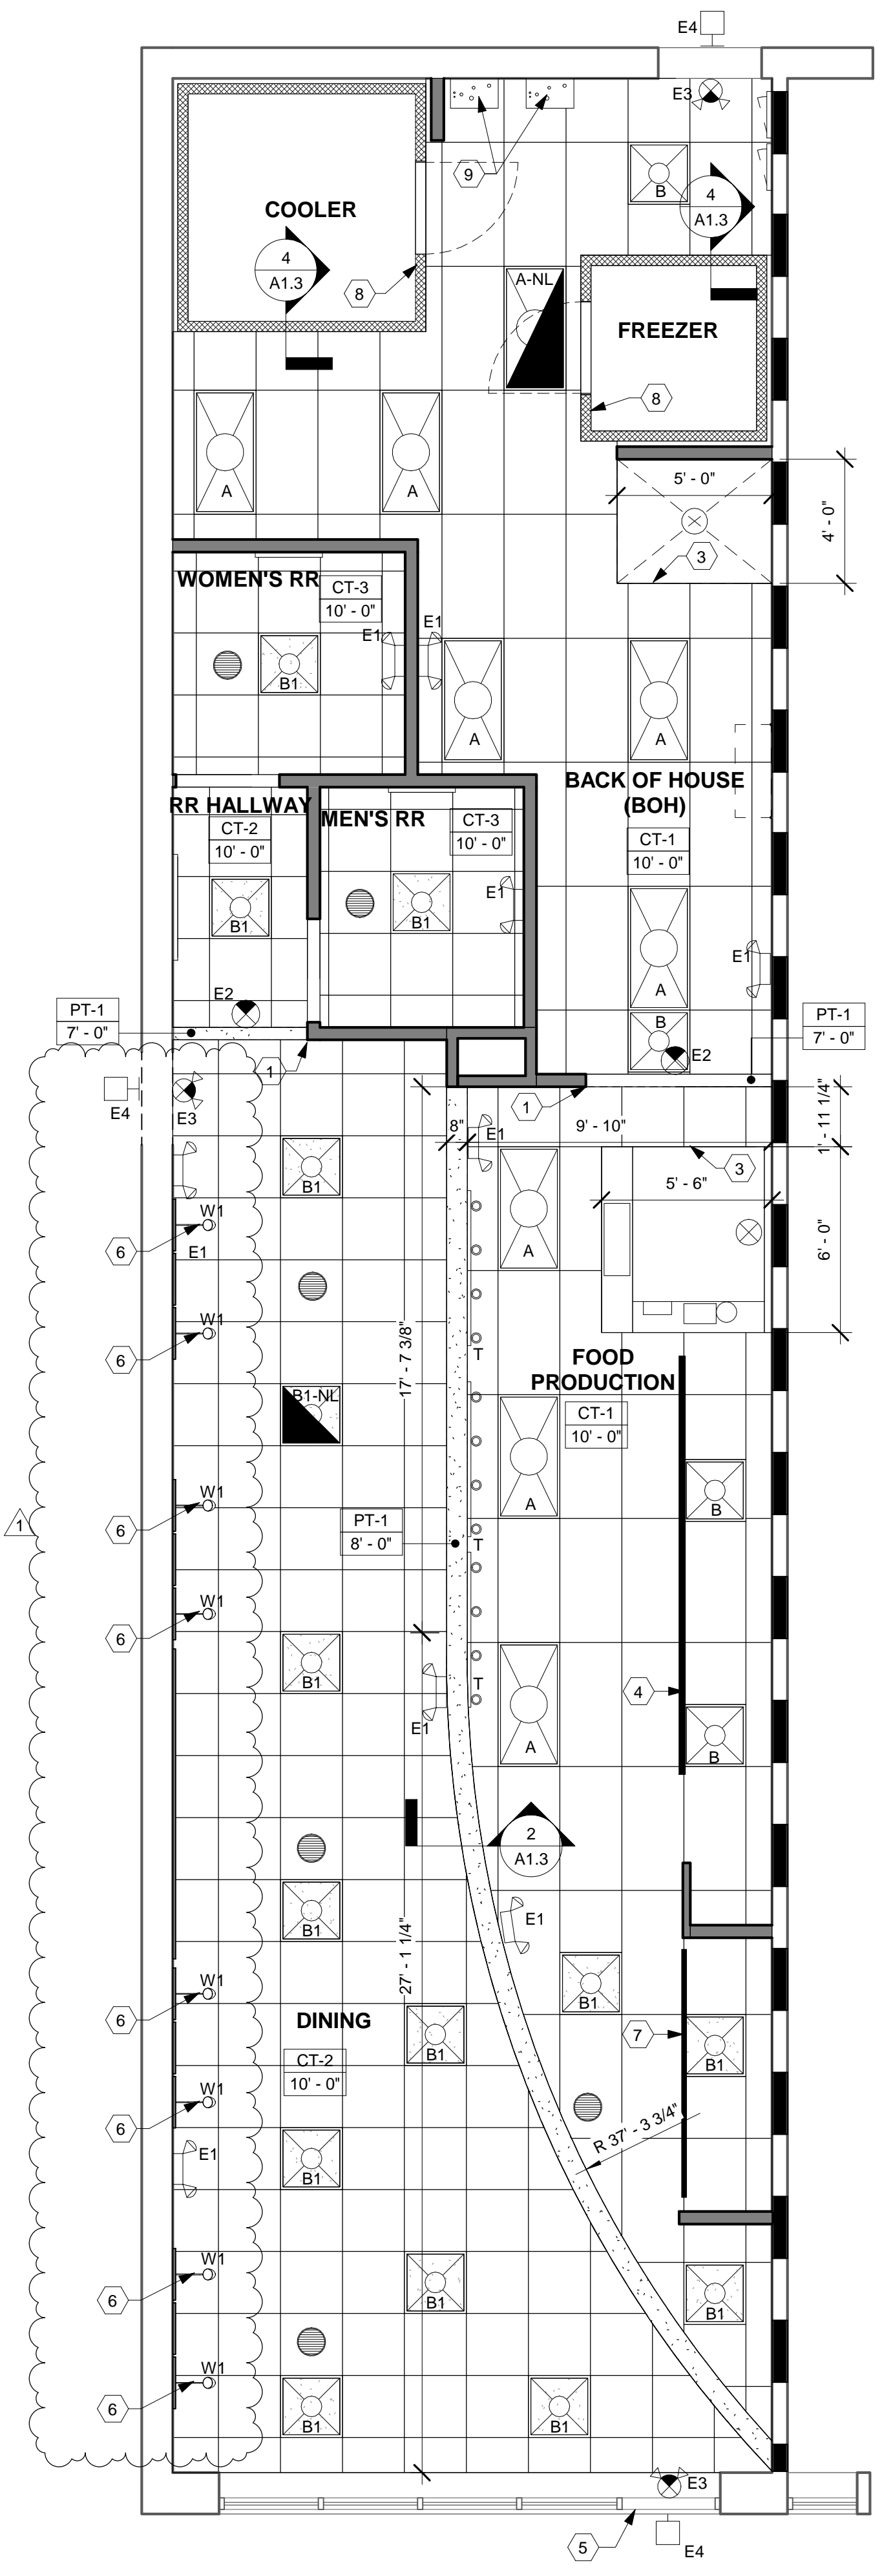 E4
E3
9
B
4
A1.3
COOLER
4
A1.3
8
A-NL
FREEZER
8
A
A
5' - 0"
4' - 0"
3
WOMEN'S RR
CT-3
10' - 0"
E1
E1
B1
A
A
BACK OF HOUSE
(BOH)
CT-1
10' - 0"
RR HALLWAY
CT-2
10' - 0"
MEN'S RR
CT-3
10' - 0"
B1
B1
E1
A
E1
E2
PT-1
7' - 0"
B
E2
PT-1
7' - 0"
1
1
E4
E3
8"
E1
9' - 10"
1' - 11 1/4"
3
B1
A
5' - 6"
6' - 0"
W1
6
E1
W1
6
17' - 7 3/8"
T
FOOD
PRODUCTION
CT-1
10' - 0"
B1-NL
A
B
W1
6
1
PT-1
8' - 0"
T
W1
6
B1
T
4
E1
A
B
2
A1.3
E1
B1
27' - 1 1/4"
W1
6
B1
DINING
CT-2
10' - 0"
B1
7
B1
W1
6
R 37' - 3 3/4"
E1
B1
W1
6
B1
B1
W1
6
B1
B1
E3
5
E4